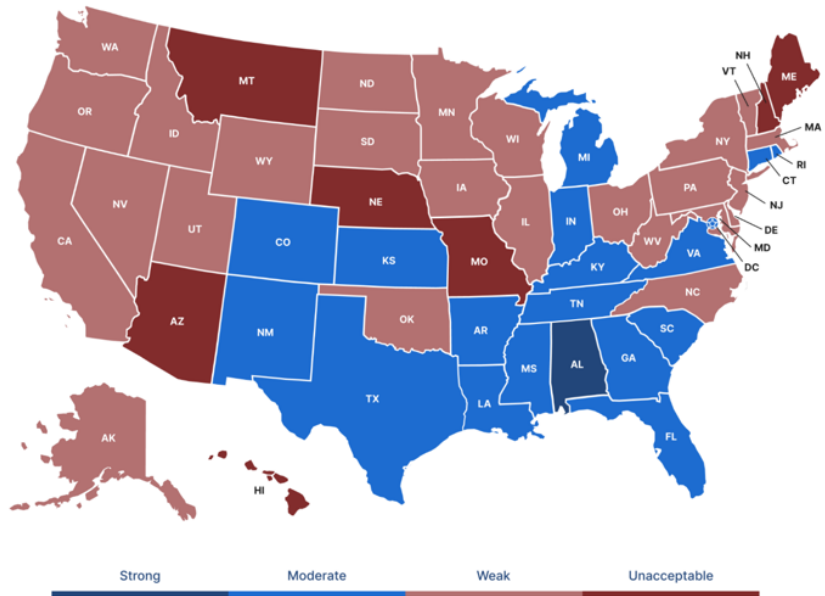 WA
MT
ND
MN
OR
ID
SD
WI
WY
MI
NY
VT
NH
ME
MA
RI
CT
NJ
DE
MD
DC
NV
UT
CA
CO
NE
IA
IL
IN
OH
PA
WV
VA
KS
MO
KY
NC
TN
AZ
NM
OK
AR
SC
MS
AL
GA
TX
LA
FL
AK
HI
Strong Moderate Weak Unacceptable